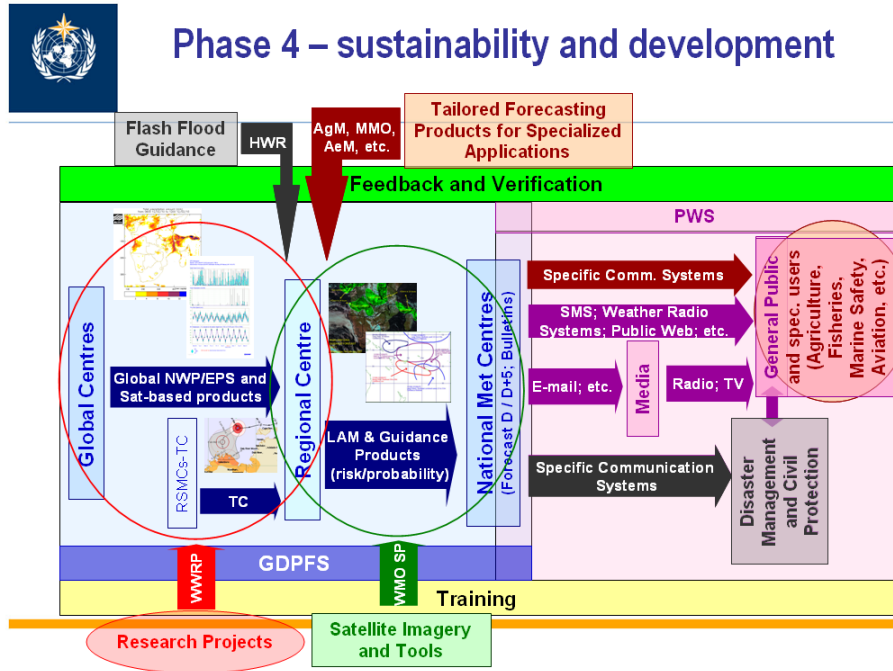 Phase 4 – sustainability and development
Flash Flood
Guidance
HWR
AgM, MMO,
AeM, etc.
Tailored Forecasting
Products for Specialized
Applications
Feedback and Verification
PWS
Global Centres
Global NWP/EPS and
Sat-based products
RSMCs-TC
TC
Regional Centre
LAM & Guidance
Products
(risk/probability)
National Met Centres
(Forecast D / D+5; Bulletins)
Specific Comm. Systems
SMS; Weather Radio
Systems; Public Web; etc.
E-mail; etc.
Media
Radio; TV
Specific Communication
Systems
General Public
and spec. users
(Agriculture,
Fisheries,
Marine Safety,
Aviation, etc.)
Disaster
Management
and Civil
Protection
GDPFS
WWRP
WMO SP
Training
Research Projects
Satellite Imagery
and Tools